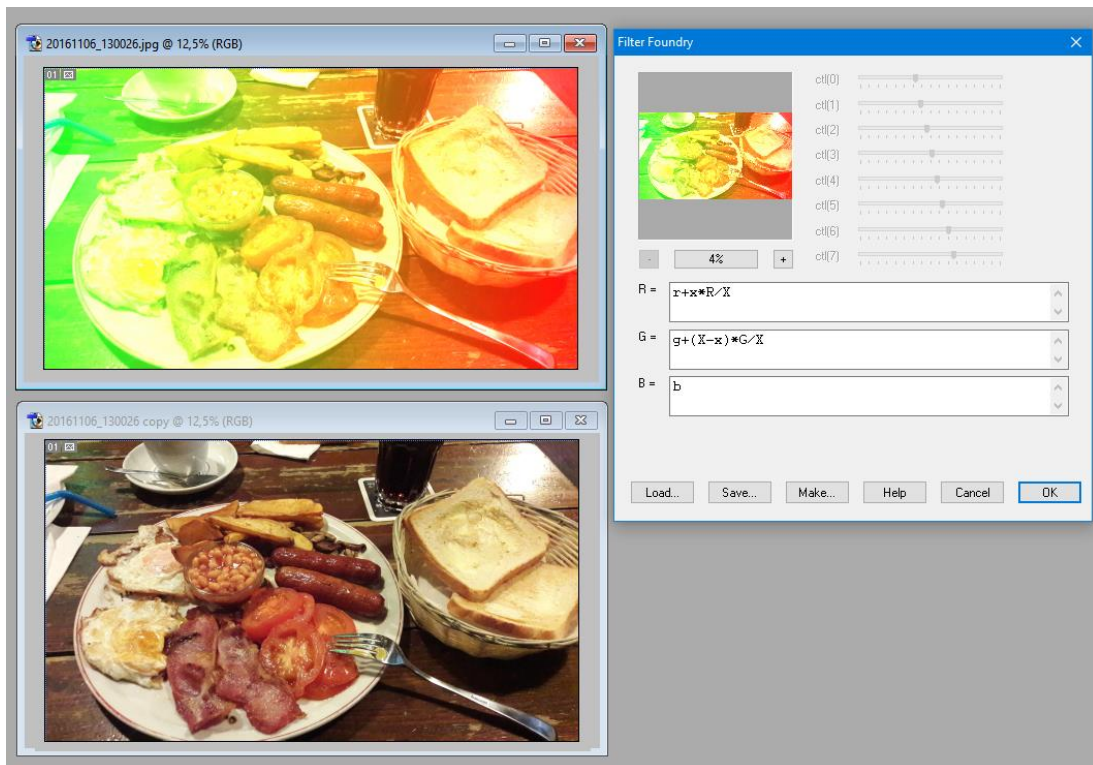 20161106_130026.jpg @ 12,5% (RGB)
01
Filter Foundry
ctl(0)
ctl(1)
ctl(2)
ctl(3)
ctl(4)
ctl(5)
ctl(6)
ctl(7)
- 4% +
R = r+x*R/X
G = g+(X-x)*G/X
B = b
Load... Save... Make... Help Cancel OK
20161106_130026 copy @ 12,5% (RGB)
01